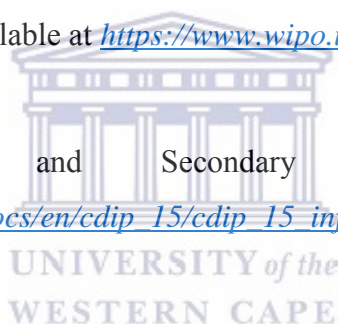 lable at https://www.wipo.i
and Secondary
ocs/en/cdip_15/cdip_15_inf
UNIVERSITY of the
WESTERN CAPE